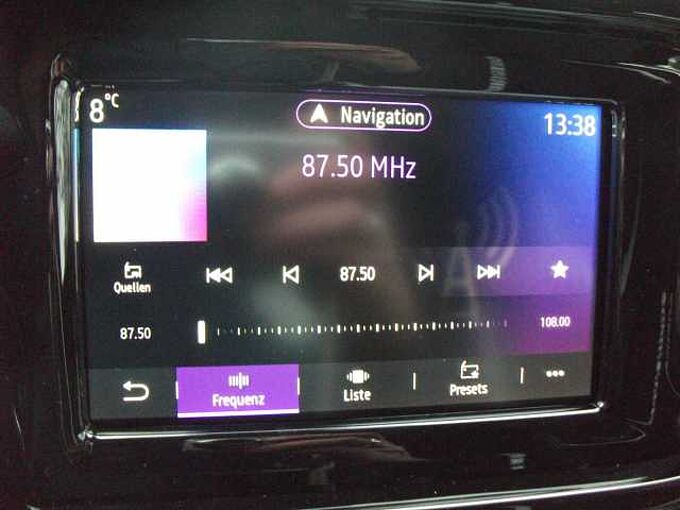 8°C
Navigation
13:38
87.50 MHz
Quellen
87.50
87.50
108.00
Frequenz
Liste
Presets